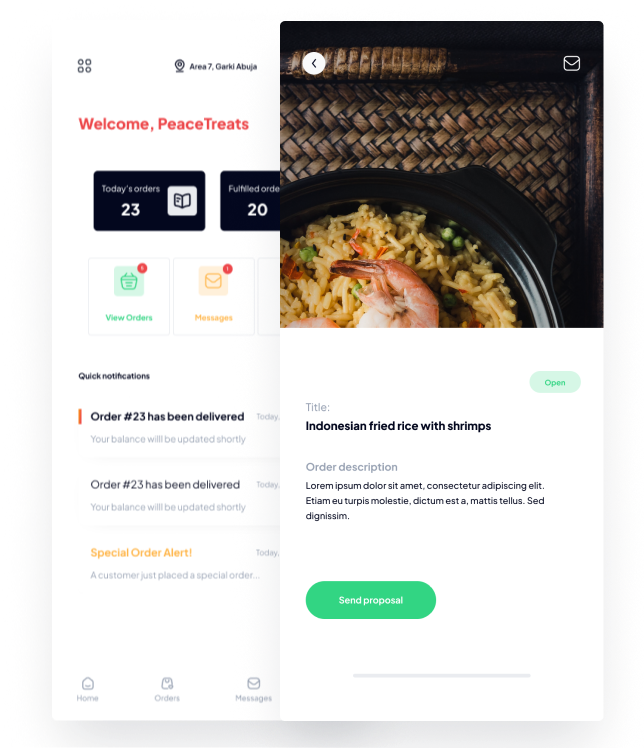 Area 7, Garki Abuja
Welcome, PeaceTreats
Today's orders
23
Fulfilled orde
20
View Orders
Messages
Quick notifications
Order #23 has been delivered
Today,
Your balance will be updated shortly
Order #23 has been delivered
Today,
Your balance will be updated shortly
Special Order Alert!
Today,
A customer just placed a special order...
Home
Orders
Messages
Open
Title:
Indonesian fried rice with shrimps
Order description
Lorem ipsum dolor sit amet, consectetur adipiscing elit.
Etiam eu turpis molestie, dictum est a, mattis tellus. Sed
dignissim.
Send proposal